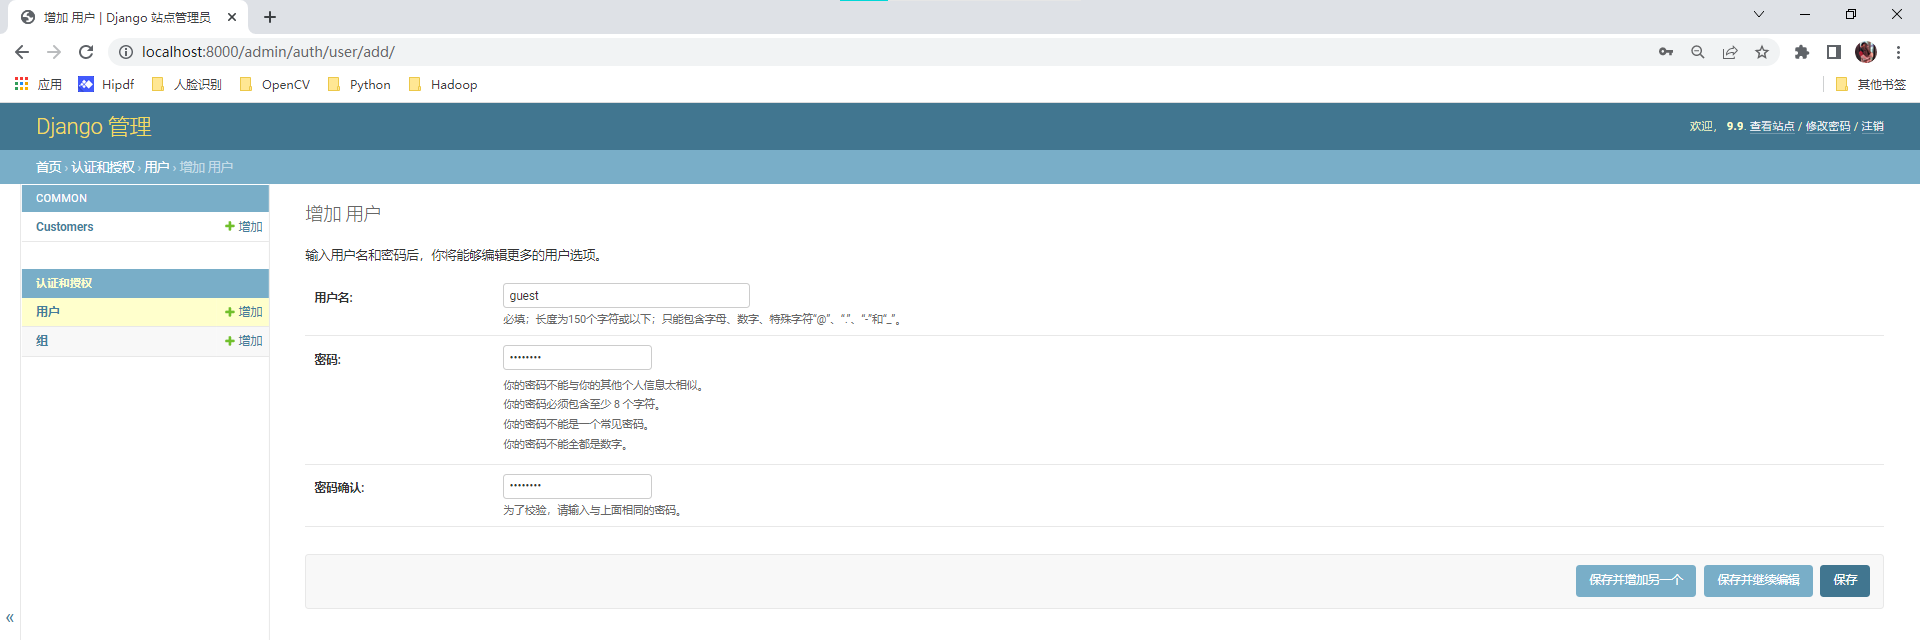 增加 用户 | Django 站点管理员
localhost:8000/admin/auth/user/add/
应用 Hipdf 人脸识别 OpenCV Python Hadoop 其他书签
Django 管理
欢迎， 9.9. 查看站点 / 修改密码 / 注销
首页 › 认证和授权 › 用户 › 增加 用户
COMMON
Customers + 增加
认证和授权
用户 + 增加
组 + 增加
«
增加 用户
输入用户名和密码后，你将能够编辑更多的用户选项。
用户名: guest
必填；长度为150个字符或以下；只能包含字母、数字、特殊字符“@”、“.”、“-”和“_”。
密码: ••••••••
你的密码不能与你的其他个人信息太相似。
你的密码必须包含至少 8 个字符。
你的密码不能是一个常见密码。
你的密码不能全都是数字。
密码确认: ••••••••
为了校验，请输入与上面相同的密码。
保存并增加另一个 保存并继续编辑 保存